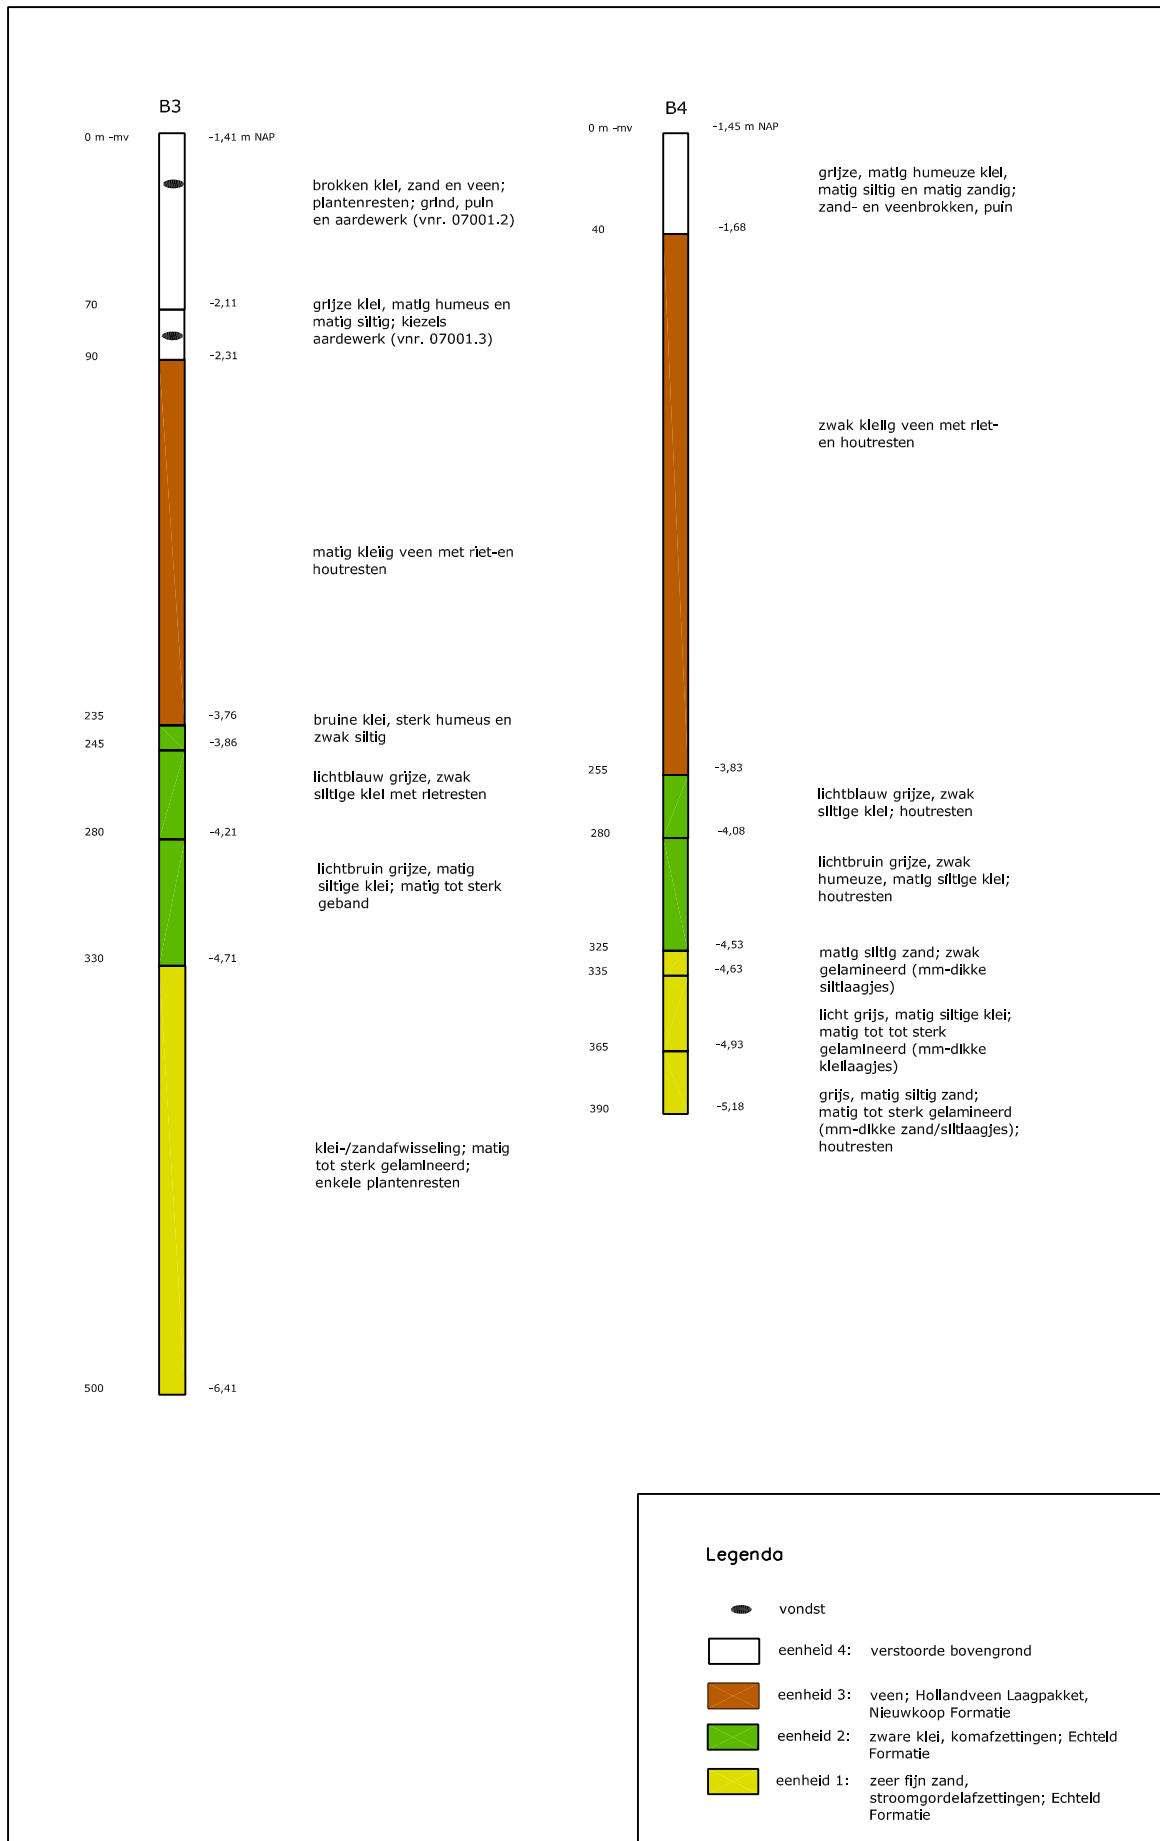 B3
0 m -mv
-1,41 m NAP
brokken klei, zand en veen;
plantenresten; grind, puin
en aardewerk (vnr. 07001.2)
70
-2,11
grijze klei, matig humeus en
matig siltig; kiezels
aardewerk (vnr. 07001.3)
90
-2,31
matig kleiig veen met riet-en
houtresten
235
-3,76
bruine klei, sterk humeus en
zwak siltig
245
-3,86
lichtblauw grijze, zwak
siltige klei met rietresten
280
-4,21
lichtbruin grijze, matig
siltige klei; matig tot sterk
geband
330
-4,71
klei-/zandafwisseling; matig
tot sterk gelamineerd;
enkele plantenresten
500
-6,41
B4
0 m -mv
-1,45 m NAP
grijze, matig humeuze klei,
matig siltig en matig zandig;
zand- en veenbrokken, puin
40
-1,68
zwak kleiig veen met riet-
en houtresten
255
-3,83
lichtblauw grijze, zwak
siltige klei; houtresten
280
-4,08
lichtbruin grijze, zwak
humeuze, matig siltige klei;
houtresten
325
-4,53
matig siltig zand; zwak
gelamineerd (mm-dikke
siltlaagjes)
335
-4,63
licht grijs, matig siltige klei;
matig tot tot sterk
gelamineerd (mm-dikke
kleilaagjes)
365
-4,93
grijs, matig siltig zand;
matig tot sterk gelamineerd
(mm-dikke zand/siltlaagjes);
houtresten
390
-5,18
Legenda
vondst
eenheid 4: verstoorde bovengrond
eenheid 3: veen; Hollandveen Laagpakket,
Nieuwkoop Formatie
eenheid 2: zware klei, komafzettingen; Echteld
Formatie
eenheid 1: zeer fijn zand,
stroomgordelafzettingen; Echteld
Formatie